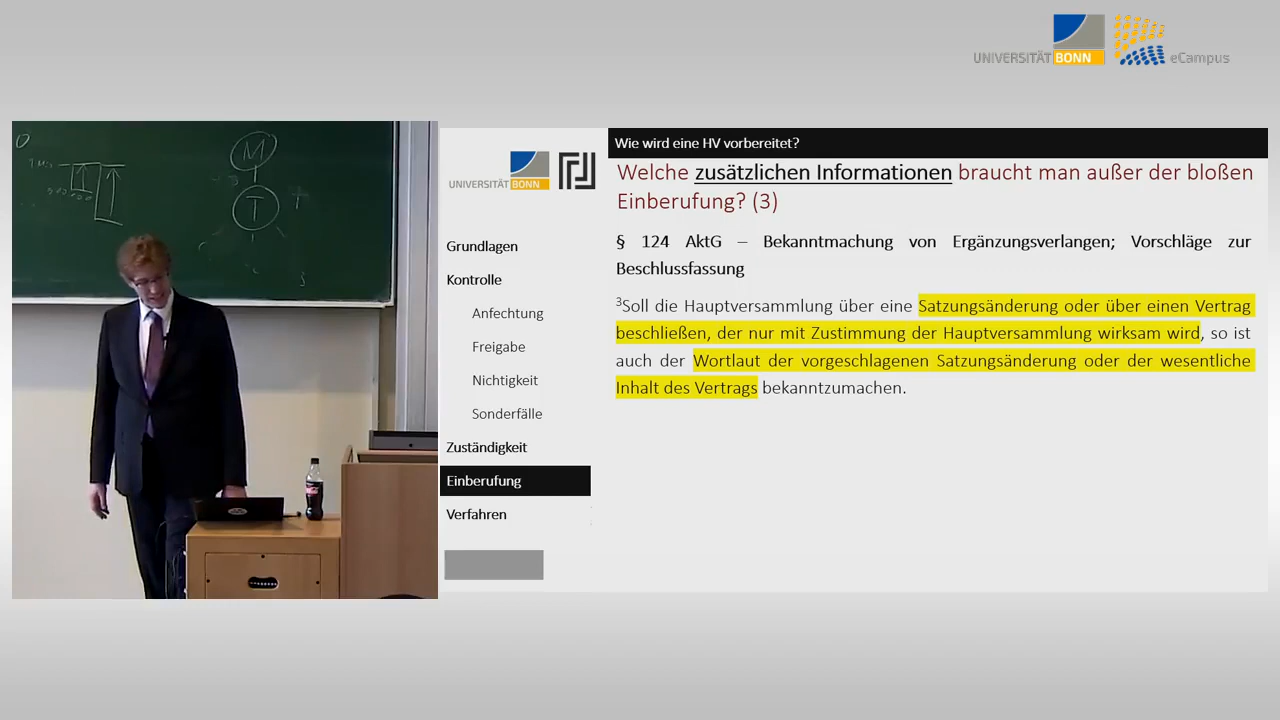 UNIVERSITÄT BONN
eCampus
M
T
UNIVERSITÄT BONN
Grundlagen
Kontrolle
Anfechtung
Freigabe
Nichtigkeit
Sonderfälle
Zuständigkeit
Einberufung
Verfahren
Wie wird eine HV vorbereitet?
Welche zusätzlichen Informationen braucht man außer der bloßen
Einberufung? (3)
§ 124 AktG – Bekanntmachung von Ergänzungsverlangen; Vorschläge zur
Beschlussfassung
³Soll die Hauptversammlung über eine Satzungsänderung oder über einen Vertrag
beschließen, der nur mit Zustimmung der Hauptversammlung wirksam wird, so ist
auch der Wortlaut der vorgeschlagenen Satzungsänderung oder der wesentliche
Inhalt des Vertrags bekanntzumachen.